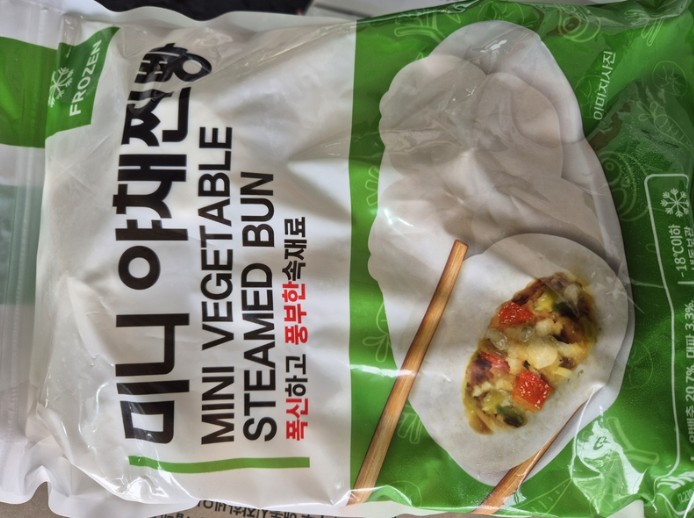 FROZEN
미니 야채찐빵
MINI VEGETABLE
STEAMED BUN
폭신하고 풍부한 속재료
이미지사진
-18℃이하